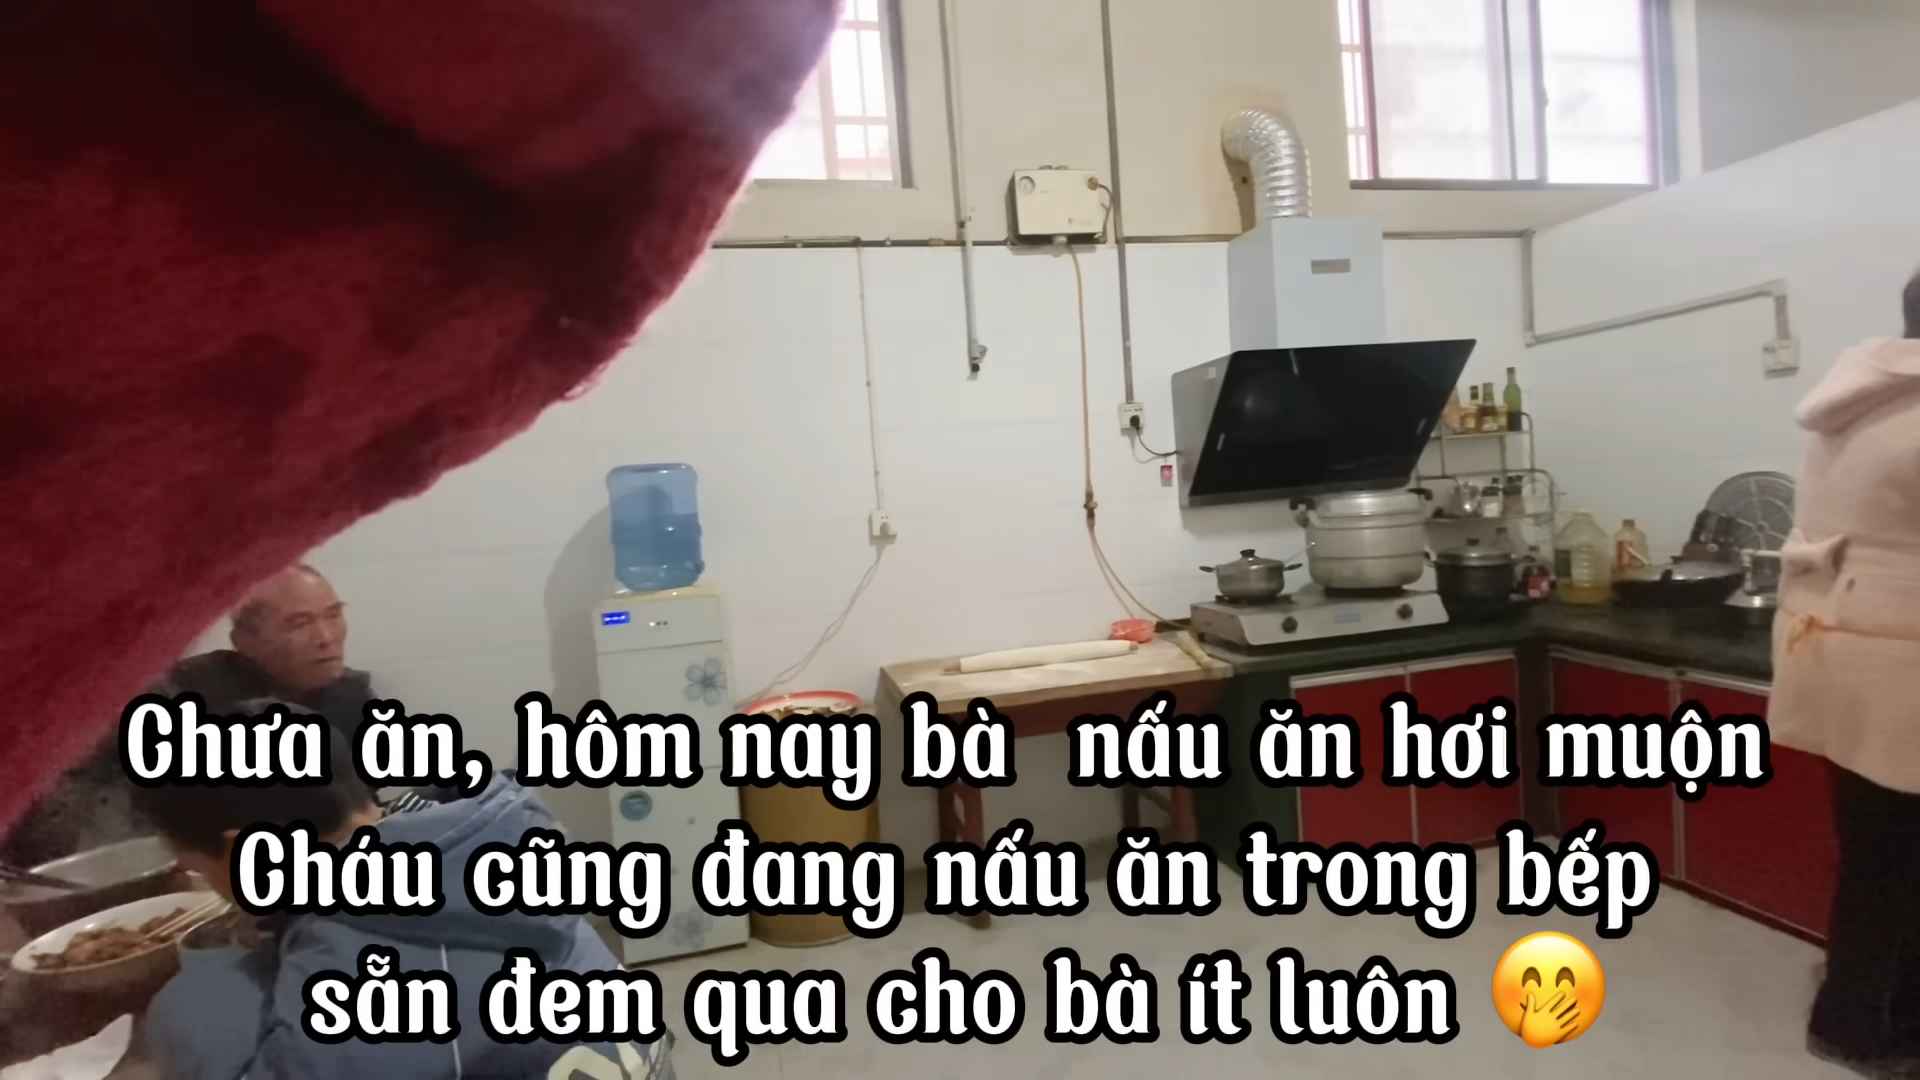 Chưa ăn, hôm nay bà nấu ăn hơi muộn
Cháu cũng đang nấu ăn trong bếp
sẵn đem qua cho bà ít luôn 🤭